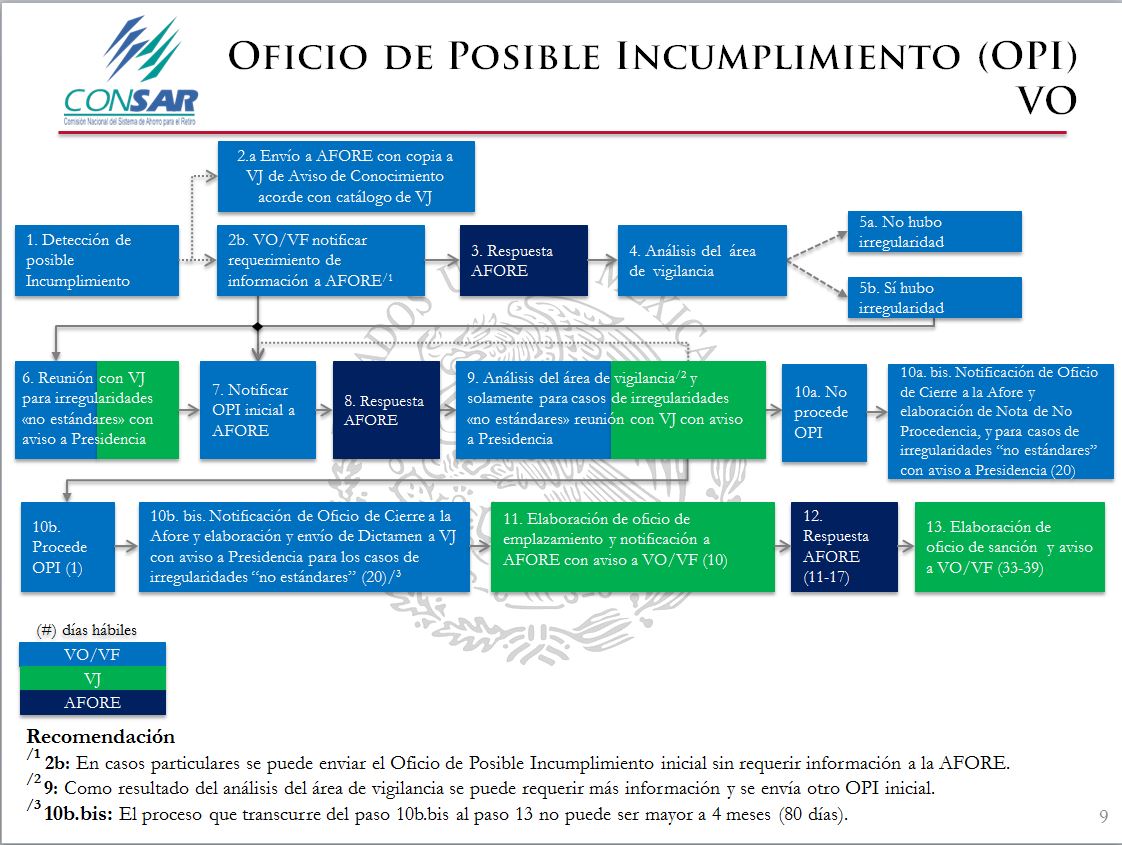 OFICIO DE POSIBLE INCUMPLIMIENTO (OPI)
VO
CONSAR
Comisión Nacional del Sistema de Ahorro para el Retiro
2.a Envío a AFORE con copia a
VJ de Aviso de Conocimiento
acorde con catálogo de VJ
1. Detección de
posible
Incumplimiento
2b. VO/VF notificar
requerimiento de
información a AFORE/1
3. Respuesta
AFORE
4. Análisis del área
de vigilancia
5a. No hubo
irregularidad
5b. Sí hubo
irregularidad
6. Reunión con VJ
para irregularidades
«no estándares» con
aviso a Presidencia
7. Notificar
OPI inicial a
AFORE
8. Respuesta
AFORE
9. Análisis del área de vigilancia/2 y
solamente para casos de irregularidades
«no estándares» reunión con VJ con aviso
a Presidencia
10a. No
procede
OPI
10a. bis. Notificación de Oficio
de Cierre a la Afore y
elaboración de Nota de No
Procedencia, y para casos de
irregularidades “no estándares”
con aviso a Presidencia (20)
10b.
Procede
OPI (1)
10b. bis. Notificación de Oficio de Cierre a la
Afore y elaboración y envío de Dictamen a VJ
con aviso a Presidencia para los casos de
irregularidades “no estándares” (20)/3
11. Elaboración de oficio de
emplazamiento y notificación a
AFORE con aviso a VO/VF (10)
12.
Respuesta
AFORE
(11-17)
13. Elaboración de
oficio de sanción y aviso
a VO/VF (33-39)
(#) días hábiles
VO/VF
VJ
AFORE
Recomendación
/1 2b: En casos particulares se puede enviar el Oficio de Posible Incumplimiento inicial sin requerir información a la AFORE.
/2 9: Como resultado del análisis del área de vigilancia se puede requerir más información y se envía otro OPI inicial.
/3 10b.bis: El proceso que transcurre del paso 10b.bis al paso 13 no puede ser mayor a 4 meses (80 días).
9